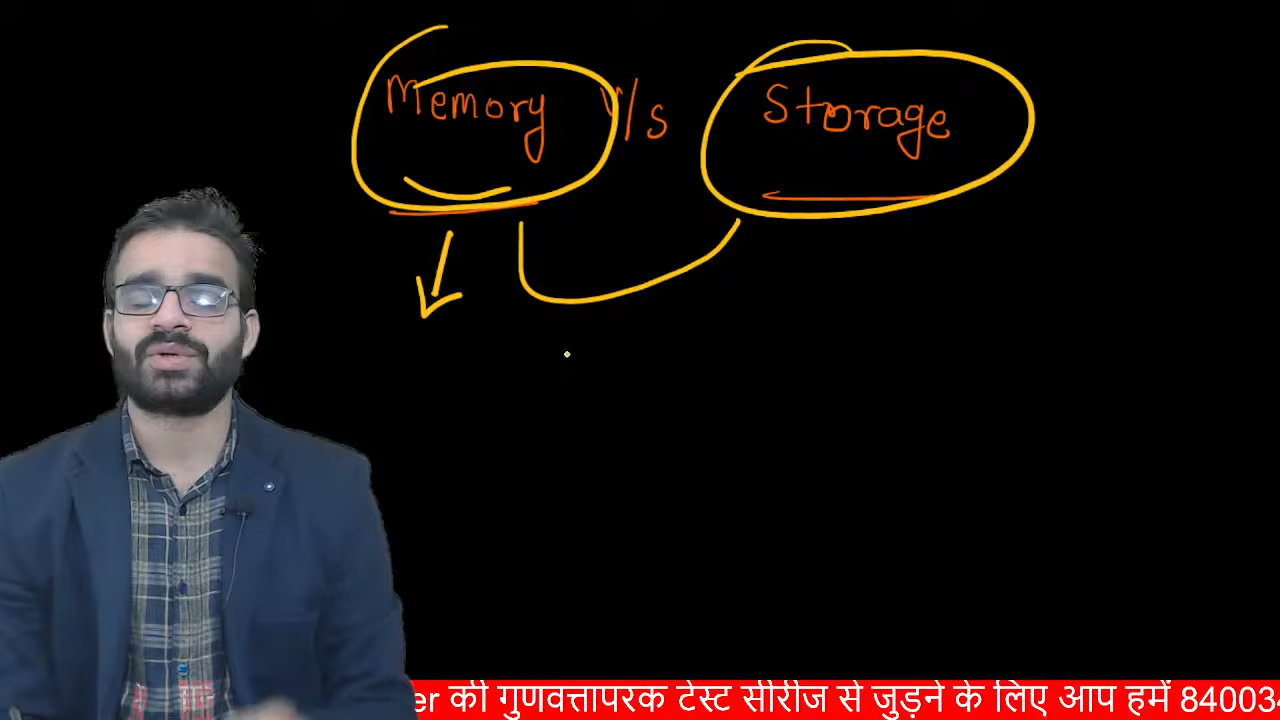 Memory v/s Storage
er की गुणवत्तापरक टेस्ट सीरीज से जुड़ने के लिए आप हमें 84003